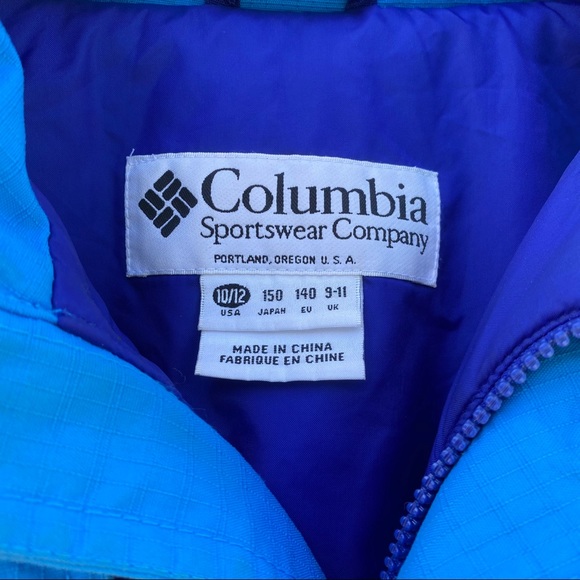 Columbia
Sportswear Company
PORTLAND, OREGON U.S.A.
10/12 150 140 9-11
USA JAPAN EU UK
MADE IN CHINA
FABRIQUE EN CHINE